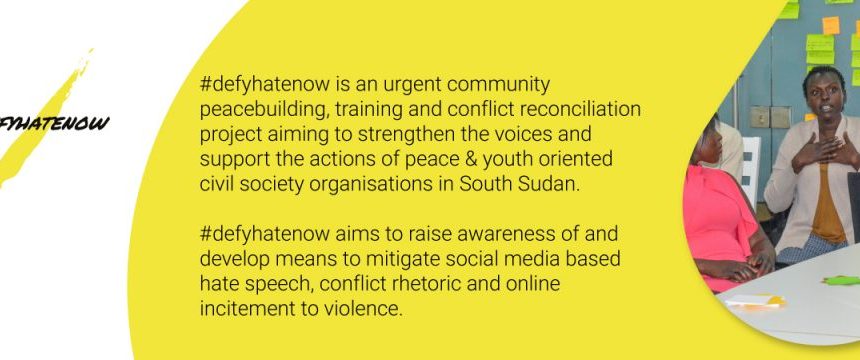 FYHATENOW
#defyhatenow is an urgent community
peacebuilding, training and conflict reconciliation
project aiming to strengthen the voices and
support the actions of peace & youth oriented
civil society organisations in South Sudan.
#defyhatenow aims to raise awareness of and
develop means to mitigate social media based
hate speech, conflict rhetoric and online
incitement to violence.